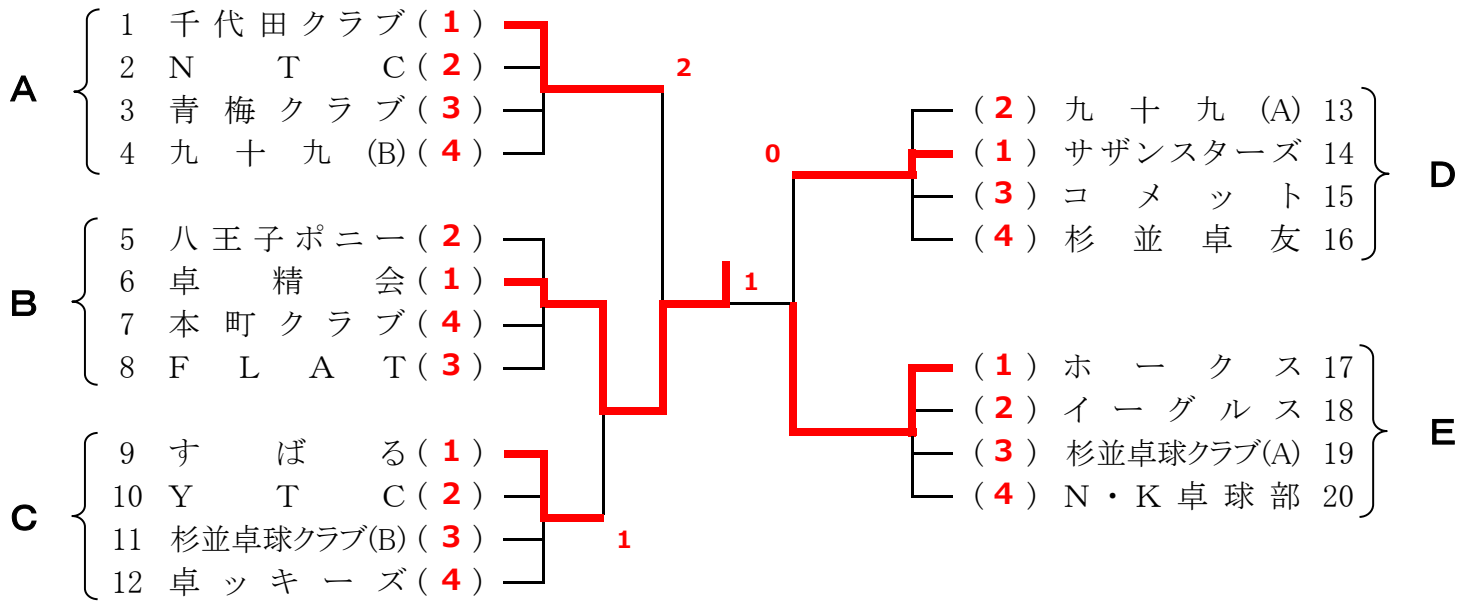 A
1 千代田クラブ ( 1 )
2 N T C ( 2 )
3 青梅クラブ ( 3 )
4 九十九 (B) ( 4 )
B
5 八王子ポニー ( 2 )
6 卓精会 ( 1 )
7 本町クラブ ( 4 )
8 F L A T ( 3 )
C
9 すばる ( 1 )
10 Y T C ( 2 )
11 杉並卓球クラブ(B) ( 3 )
12 卓ッキーズ ( 4 )
2
1
1
0
( 2 ) 九十九 (A) 13
( 1 ) サザンスターズ 14
( 3 ) コメット 15
( 4 ) 杉並卓友 16
D
( 1 ) ホークス 17
( 2 ) イーグルス 18
( 3 ) 杉並卓球クラブ(A) 19
( 4 ) N・K卓球部 20
E